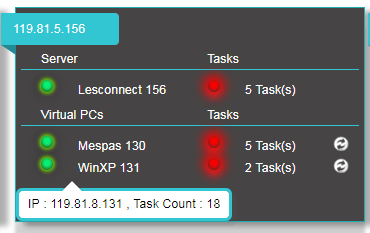 119.81.5.156
Server Tasks
Lesconnect 156 5 Task(s)
Virtual PCs Tasks
Mespas 130 5 Task(s)
WinXP 131 2 Task(s)
IP : 119.81.8.131 , Task Count : 18